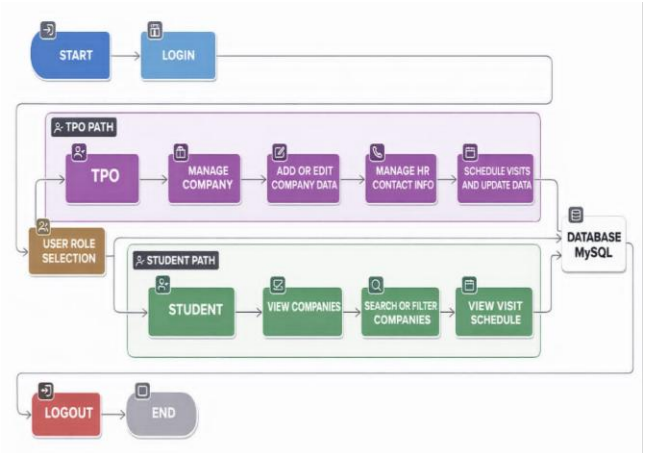 START
LOGIN
TPO PATH
TPO
MANAGE
COMPANY
ADD OR EDIT
COMPANY DATA
MANAGE HR
CONTACT INFO
SCHEDULE VISITS
AND UPDATE DATA
USER ROLE
SELECTION
DATABASE
MySQL
STUDENT PATH
STUDENT
VIEW COMPANIES
SEARCH OR FILTER
COMPANIES
VIEW VISIT
SCHEDULE
LOGOUT
END